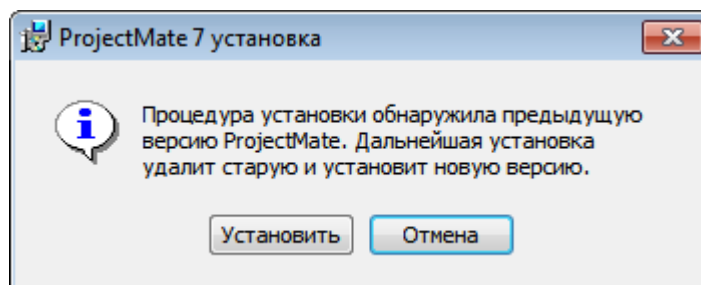 ProjectMate 7 установка
Процедура установки обнаружила предыдущую
версию ProjectMate. Дальнейшая установка
удалит старую и установит новую версию.
Установить Отмена